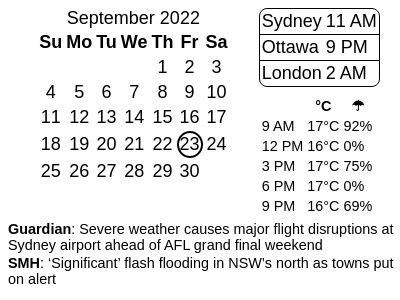 September 2022
Su Mo Tu We Th Fr Sa
1 2 3
4 5 6 7 8 9 10
11 12 13 14 15 16 17
18 19 20 21 22 23 24
25 26 27 28 29 30
Sydney 11 AM
Ottawa 9 PM
London 2 AM
°C ☂
9 AM 17°C 92%
12 PM 16°C 0%
3 PM 17°C 75%
6 PM 17°C 0%
9 PM 16°C 69%
Guardian: Severe weather causes major flight disruptions at
Sydney airport ahead of AFL grand final weekend
SMH: ‘Significant’ flash flooding in NSW’s north as towns put
on alert